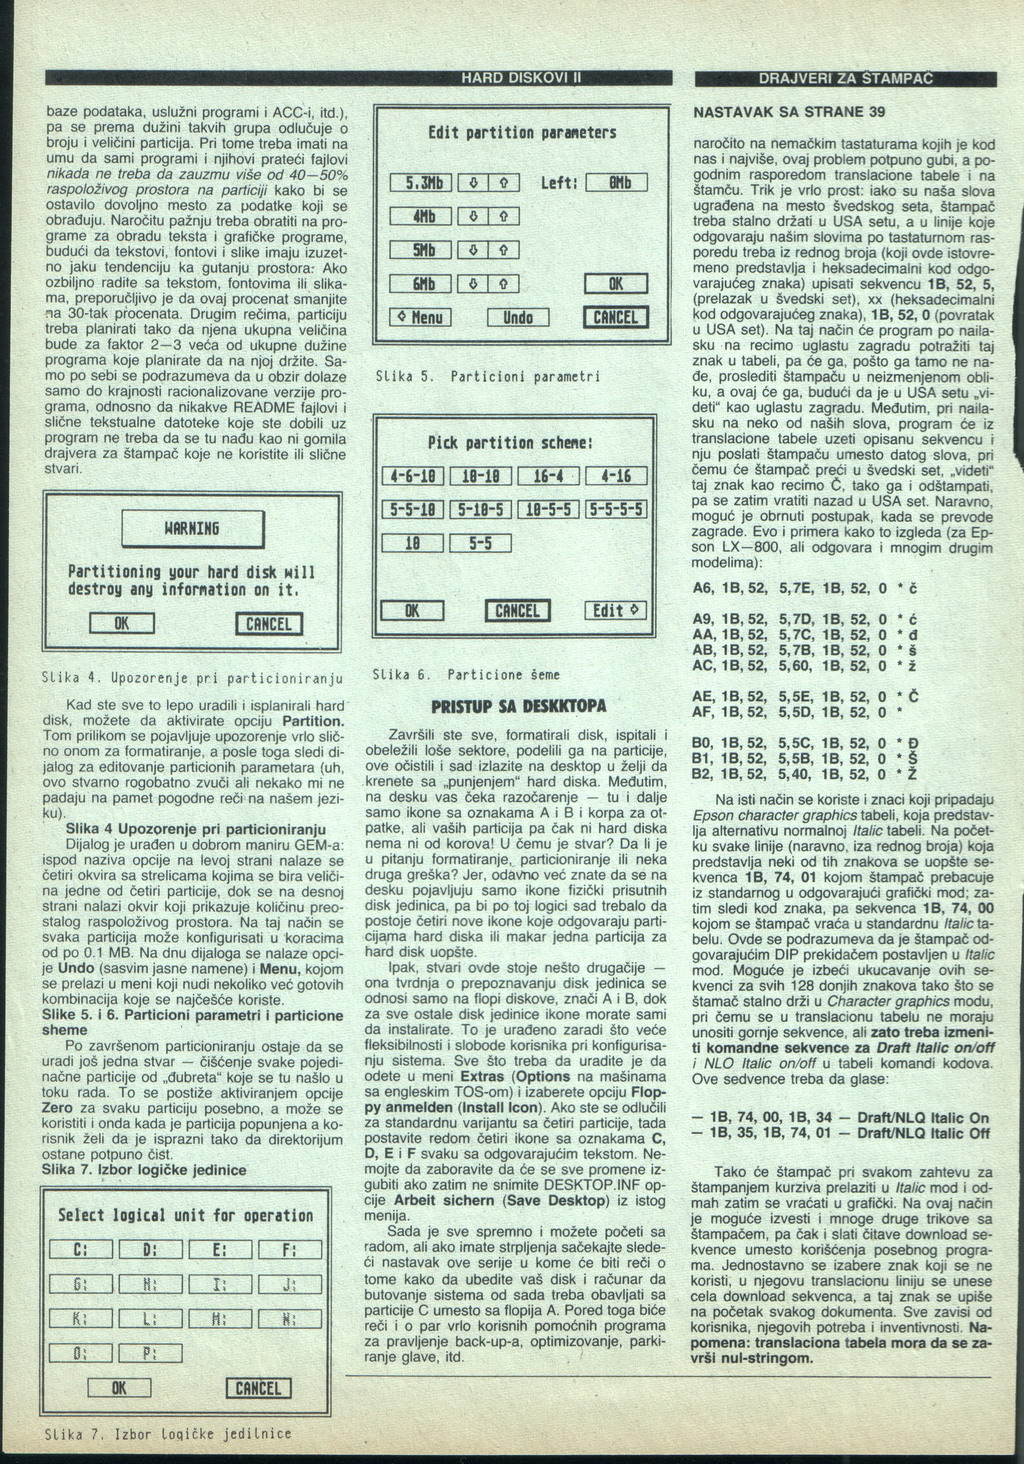 HARD DISKOVI II
baze podataka, uslužni programi i ACC-i, itd.),
pa se prema dužini takvih grupa odlučuje o
broju i veličini particija. Pri tome treba imati na
umu da sami programi i njihovi prateći fajlovi
nikada ne treba da zauzmu više od 40—50%
raspoloživog prostora na particiji kako bi se
ostavilo dovoljno mesto za podatke koji se
obrađuju. Naročitu pažnju treba obratiti na pro-
grame za obradu teksta i grafičke programe,
budući da tekstovi, fontovi i slike imaju izuzet-
no jaku tendenciju ka gutanju prostora: Ako
ozbiljno radite sa tekstom, fontovima ili slika-
ma, preporučljivo je da ovaj procenat smanjite
na 30-tak procenata. Drugim rečima, particiju
treba planirati tako da njena ukupna veličina
bude za faktor 2—3 veća od ukupne dužine
programa koje planirate da na njoj držite. Sa-
mo po sebi se podrazumeva da u obzir dolaze
samo do krajnosti racionalizovane verzije pro-
grama, odnosno da nikakve README fajlovi i
slične tekstualne datoteke koje ste dobili uz
program ne treba da se tu nađu kao ni gomila
drajvera za štampač koje ne koristite ili slične
stvari.
WARNING
Partitioning your hard disk will
destroy any information on it.
OK CANCEL
Slika 4. Upozorenje pri particioniranju
Kad ste sve to lepo uradili i isplanirali hard
disk, možete da aktivirate opciju Partition.
Tom prilikom se pojavljuje upozorenje vrlo slič-
no onom za formatiranje, a posle toga sledi di-
jalog za editovanje particionih parametara (uh,
ovo stvarno rogobatno zvuči ali nekako mi ne
padaju na pamet pogodne reči na našem jezi-
ku).
Slika 4 Upozorenje pri particioniranju
Dijalog je urađen u dobrom maniru GEM-a:
ispod naziva opcije na levoj strani nalaze se
četiri okvira sa strelicama kojima se bira veliči-
na jedne od četiri particije, dok se na desnoj
strani nalazi okvir koji prikazuje količinu preo-
stalog raspoloživog prostora. Na taj način se
svaka particija može konfigurisati u koracima
od po 0.1 MB. Na dnu dijaloga se nalaze opci-
je Undo (sasvim jasne namene) i Menu, kojom
se prelazi u meni koji nudi nekoliko već gotovih
kombinacija koje se najčešće koriste.
Slike 5. i 6. Particioni parametri i particione
sheme
Po završenom particioniranju ostaje da se
uradi još jedna stvar — čišćenje svake pojedi-
načne particije od „đubreta“ koje se tu našlo u
toku rada. To se postiže aktiviranjem opcije
Zero za svaku particiju posebno, a može se
koristiti i onda kada je particija popunjena a ko-
risnik želi da je isprazni tako da direktorijum
ostane potpuno čist.
Slika 7. Izbor logičke jedinice
Select logical unit for operation
C: D: E: F:
G: H: I: J:
K: L: M: N:
O: P:
OK CANCEL
Slika 7. Izbor logičke jedilnice
Edit partition parameters
5.3Mb ⇩ ⇧ Left: 0Mb
4Mb ⇩ ⇧
5Mb ⇩ ⇧
6Mb ⇩ ⇧ OK
◊ Menu Undo CANCEL
Slika 5. Particioni parametri
Pick partition scheme:
4-6-10 10-10 16-4 4-16
5-5-10 5-10-5 10-5-5 5-5-5-5
10 5-5
OK CANCEL Edit ◊
Slika 6. Particione šeme
PRISTUP SA DESKKTOPA
Završili ste sve, formatirali disk, ispitali i
obeležili loše sektore, podelili ga na particije,
ove očistili i sad izlazite na desktop u želji da
krenete sa „punjenjem“ hard diska. Međutim,
na desku vas čeka razočarenje — tu i dalje
samo ikone sa oznakama A i B i korpa za ot-
patke, ali vaših particija pa čak ni hard diska
nema ni od korova! U čemu je stvar? Da li je
u pitanju formatiranje, particioniranje ili neka
druga greška? Jer, odavno već znate da se na
desku pojavljuju samo ikone fizički prisutnih
disk jedinica, pa bi po toj logici sad trebalo da
postoje četiri nove ikone koje odgovaraju parti-
cijama hard diska ili makar jedna particija za
hard disk uopšte.
Ipak, stvari ovde stoje nešto drugačije —
ona tvrdnja o prepoznavanju disk jedinica se
odnosi samo na flopi diskove, znači A i B, dok
za sve ostale disk jedinice ikone morate sami
da instalirate. To je urađeno zaradi što veće
fleksibilnosti i slobode korisnika pri konfigurisa-
nju sistema. Sve što treba da uradite je da
odete u meni Extras (Options na mašinama
sa engleskim TOS-om) i izaberete opciju Flop-
py anmelden (Install Icon). Ako ste se odlučili
za standardnu varijantu sa četiri particije, tada
postavite redom četiri ikone sa oznakama C,
D, E i F svaku sa odgovarajućim tekstom. Ne-
mojte da zaboravite da će se sve promene iz-
gubiti ako zatim ne snimite DESKTOP.INF op-
cije Arbeit sichern (Save Desktop) iz istog
menija.
Sada je sve spremno i možete početi sa
radom, ali ako imate strpljenja sačekajte slede-
ći nastavak ove serije u kome će biti reči o
tome kako da ubedite vaš disk i računar da
butovanje sistema od sada treba obavljati sa
particije C umesto sa flopija A. Pored toga biće
reči i o par vrlo korisnih pomoćnih programa
za pravljenje back-up-a, optimizovanje, parki-
ranje glave, itd.
DRAJVERI ZA ŠTAMPAČ
NASTAVAK SA STRANE 39
naročito na nemačkim tastaturama kojih je kod
nas i najviše, ovaj problem potpuno gubi, a po-
godnim rasporedom translacione tabele i na
štamču. Trik je vrlo prost: iako su naša slova
ugrađena na mesto švedskog seta, štampač
treba stalno držati u USA setu, a u linije koje
odgovaraju našim slovima po tastaturnom ras-
poredu treba iz rednog broja (koji ovde istovre-
meno predstavlja i heksadecimalni kod odgo-
varajućeg znaka) upisati sekvencu 1B, 52, 5,
(prelazak u švedski set), xx (heksadecimalni
kod odgovarajućeg znaka), 1B, 52, 0 (povratak
u USA set). Na taj način će program po naila-
sku na recimo uglastu zagradu potražiti taj
znak u tabeli, pa će ga, pošto ga tamo ne na-
đe, proslediti štampaču u neizmenjenom obli-
ku, a ovaj će ga, budući da je u USA setu „vi-
deti“ kao uglastu zagradu. Međutim, pri naila-
sku na neko od naših slova, program će iz
translacione tabele uzeti opisanu sekvencu i
nju poslati štampaču umesto datog slova, pri
čemu će štampač preći u švedski set, „videti“
taj znak kao recimo Č, tako ga i odštampati,
pa se zatim vratiti nazad u USA set. Naravno,
moguć je obrnuti postupak, kada se prevode
zagrade. Evo i primera kako to izgleda (za Ep-
son LX—800, ali odgovara i mnogim drugim
modelima):
A6, 1B, 52, 5,7E, 1B, 52, 0 * č
A9, 1B, 52, 5,7D, 1B, 52, 0 * ć
AA, 1B, 52, 5,7C, 1B, 52, 0 * đ
AB, 1B, 52, 5,7B, 1B, 52, 0 * š
AC, 1B, 52, 5,60, 1B, 52, 0 * ž
AE, 1B, 52, 5,5E, 1B, 52, 0 * Č
AF, 1B, 52, 5,5D, 1B, 52, 0 *
B0, 1B, 52, 5,5C, 1B, 52, 0 * Đ
B1, 1B, 52, 5,5B, 1B, 52, 0 * Š
B2, 1B, 52, 5,40, 1B, 52, 0 * Ž
Na isti način se koriste i znaci koji pripadaju
Epson character graphics tabeli, koja predstav-
lja alternativu normalnoj Italic tabeli. Na počet-
ku svake linije (naravno, iza rednog broja) koja
predstavlja neki od tih znakova se uopšte se-
kvenca 1B, 74, 01 kojom štampač prebacuje
iz standarnog u odgovarajući grafički mod; za-
tim sledi kod znaka, pa sekvenca 1B, 74, 00
kojom se štampač vraća u standardnu Italic ta-
belu. Ovde se podrazumeva da je štampač od-
govarajućim DIP prekidačem postavljen u Italic
mod. Moguće je izbeći ukucavanje ovih se-
kvenci za svih 128 donjih znakova tako što se
štamač stalno drži u Character graphics modu,
pri čemu se u translacionu tabelu ne moraju
unositi gornje sekvence, ali zato treba izmeni-
ti komandne sekvence za Draft Italic on/off
i NLO Italic on/off u tabeli komandi kodova.
Ove sedvence treba da glase:
— 1B, 74, 00, 1B, 34 — Draft/NLQ Italic On
— 1B, 35, 1B, 74, 01 — Draft/NLQ Italic Off
Tako će štampač pri svakom zahtevu za
štampanjem kurziva prelaziti u Italic mod i od-
mah zatim se vraćati u grafički. Na ovaj način
je moguće izvesti i mnoge druge trikove sa
štampačem, pa čak i slati čitave download se-
kvence umesto korišćenja posebnog progra-
ma. Jednostavno se izabere znak koji se ne
koristi, u njegovu translacionu liniju se unese
cela download sekvenca, a taj znak se upiše
na početak svakog dokumenta. Sve zavisi od
korisnika, njegovih potreba i inventivnosti. Na-
pomena: translaciona tabela mora da se za-
vrši nul-stringom.